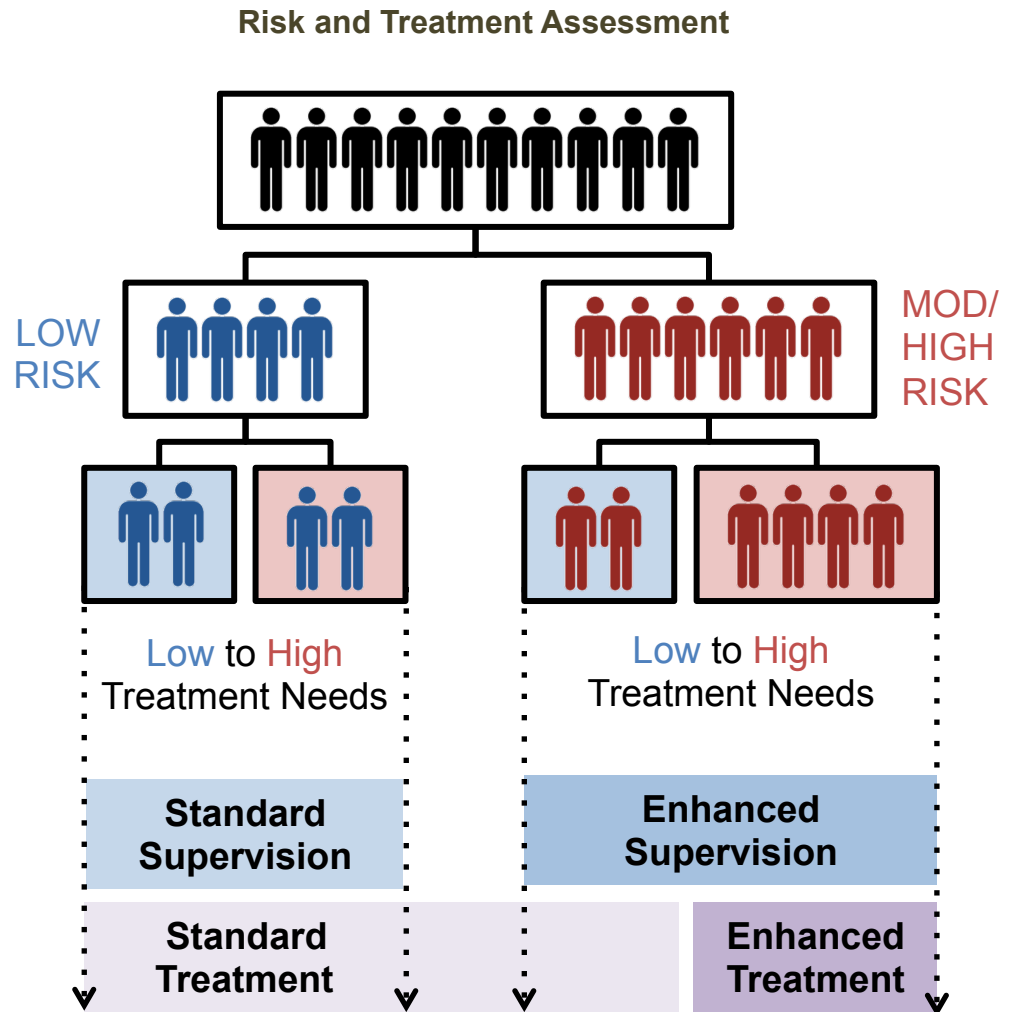 Risk and Treatment Assessment
LOW
RISK
MOD/
HIGH
RISK
Low to High
Treatment Needs
Low to High
Treatment Needs
Standard
Supervision
Enhanced
Supervision
Standard
Treatment
Enhanced
Treatment